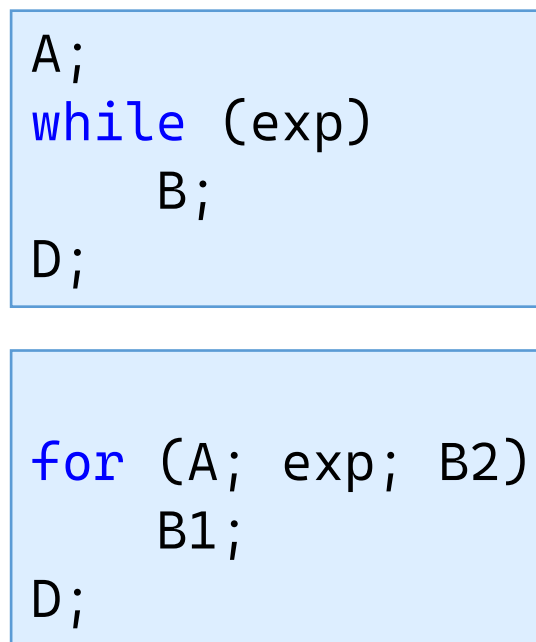 A;
while (exp)
    B;
D;
for (A; exp; B2)
    B1;
D;